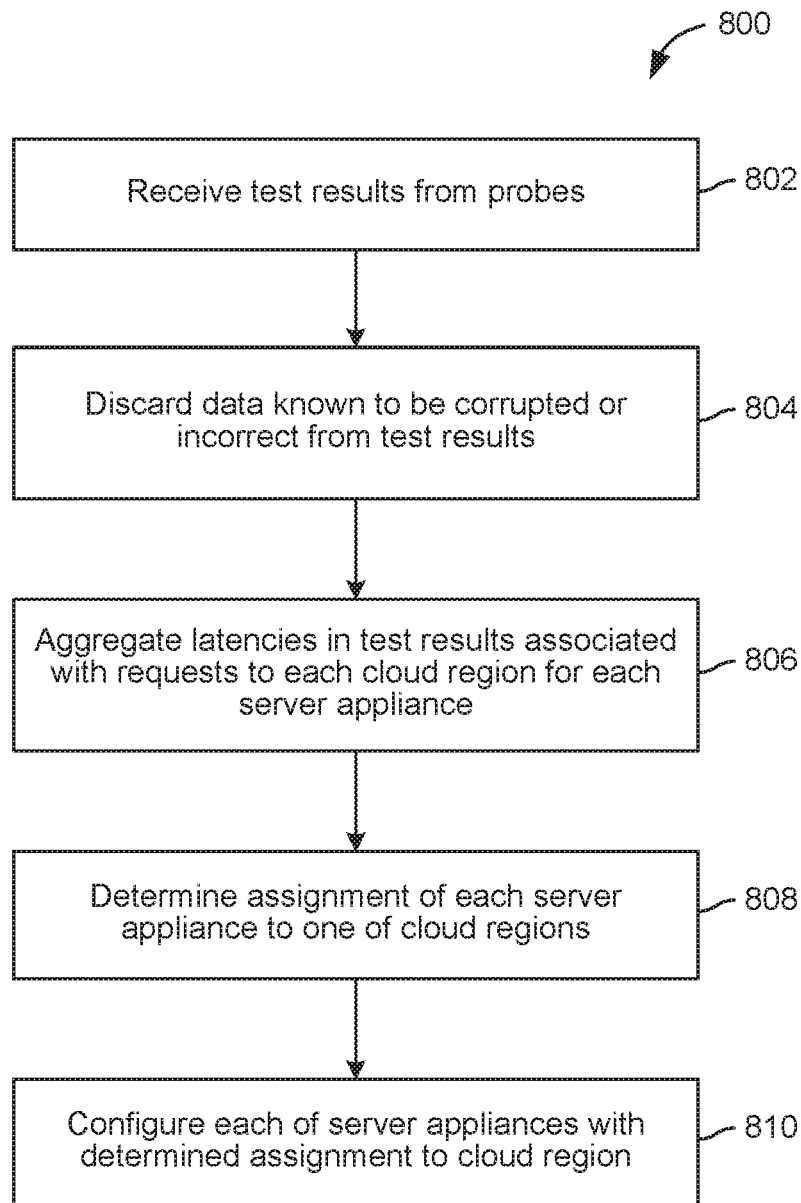 800
Receive test results from probes
802
Discard data known to be corrupted or
incorrect from test results
804
Aggregate latencies in test results associated
with requests to each cloud region for each
server appliance
806
Determine assignment of each server
appliance to one of cloud regions
808
Configure each of server appliances with
determined assignment to cloud region
810